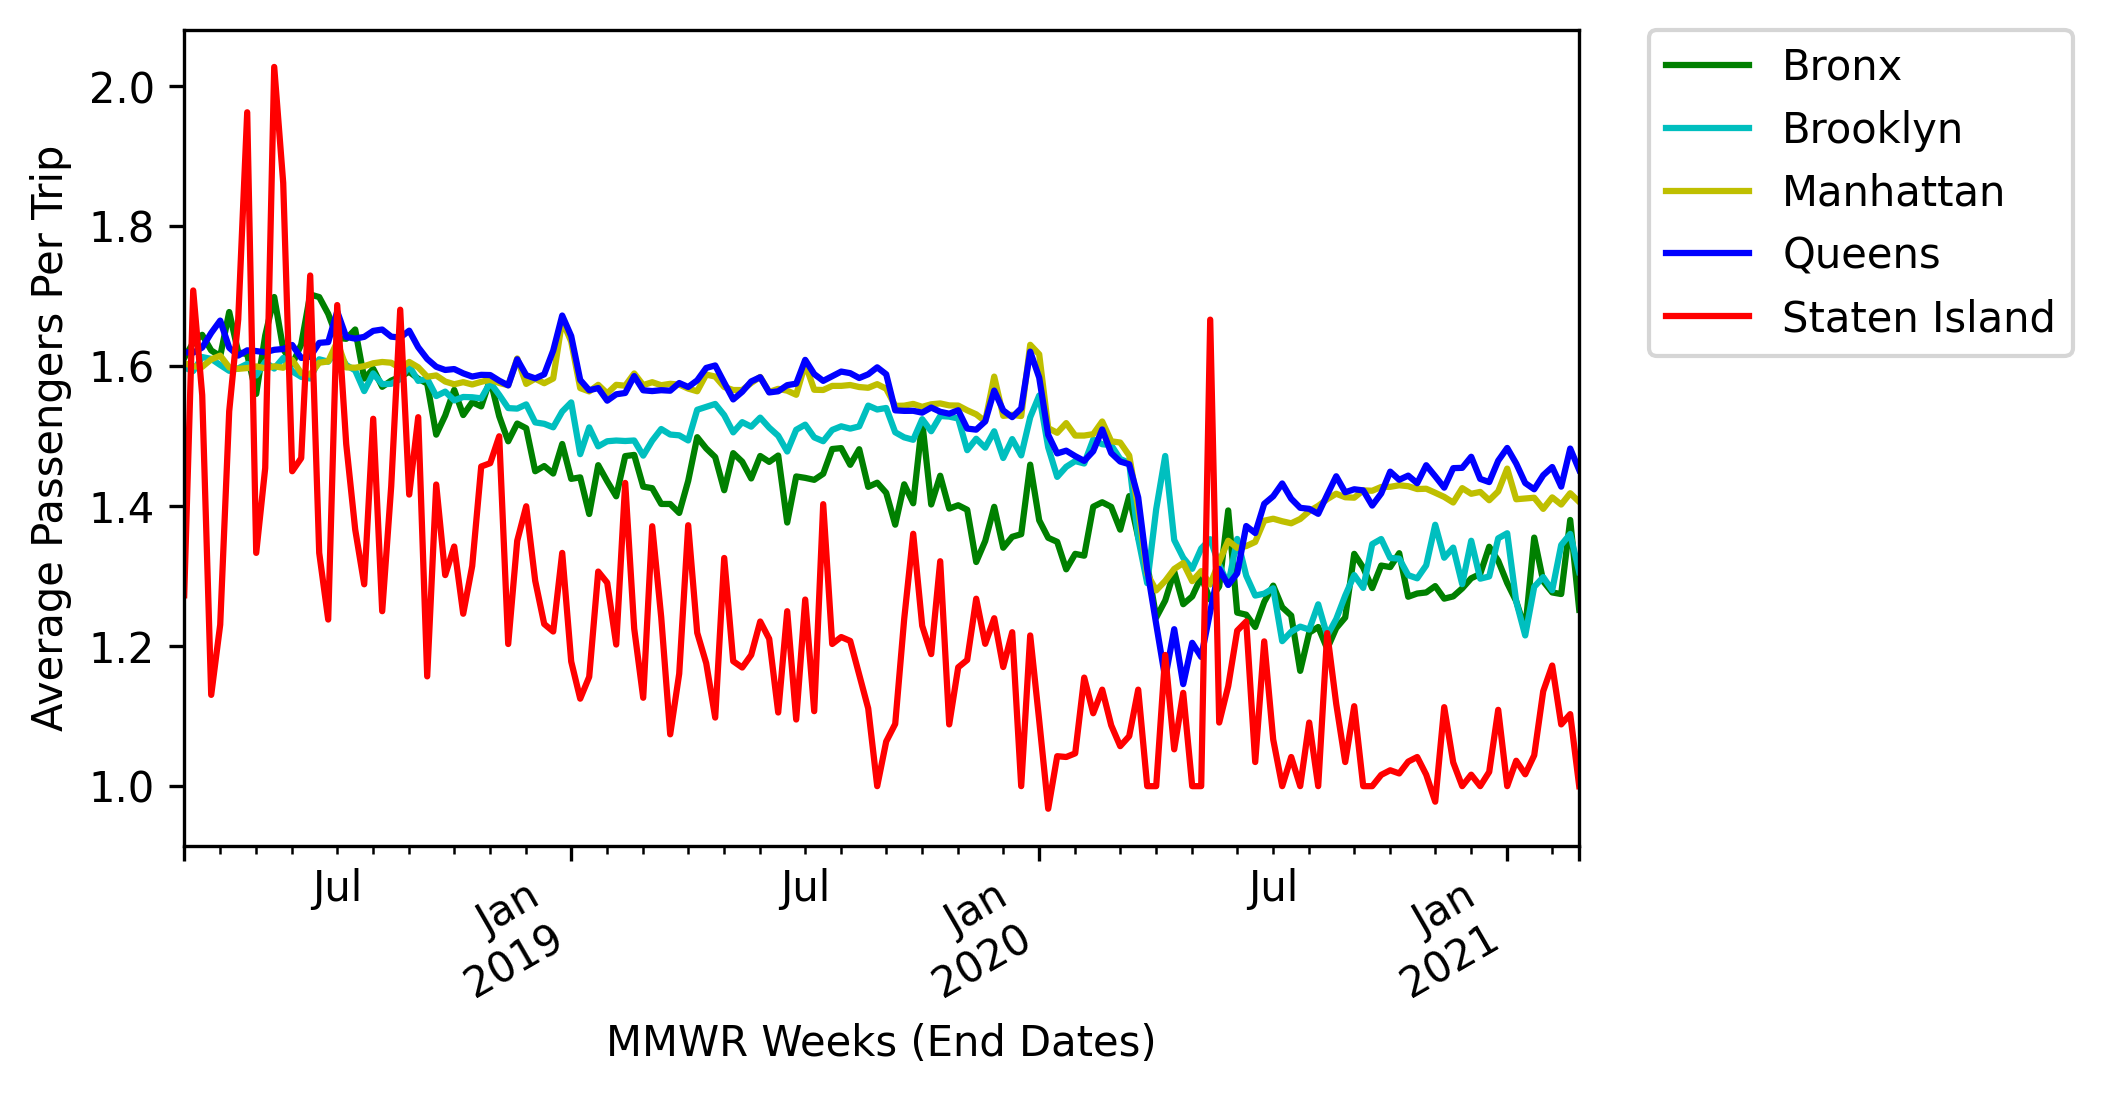 2.0
1.8
1.6
1.4
1.2
1.0
Average Passengers Per Trip
Jul
Jan
2019
Jul
Jan
2020
Jul
Jan
2021
MMWR Weeks (End Dates)
Bronx
Brooklyn
Manhattan
Queens
Staten Island